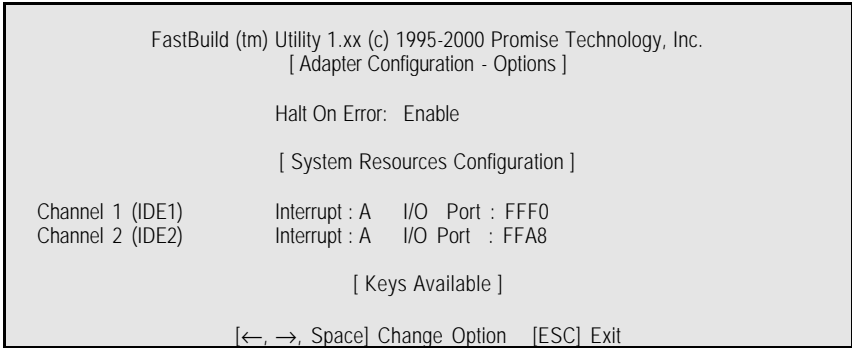 FastBuild (tm) Utility 1.xx (c) 1995-2000 Promise Technology, Inc.
[ Adapter Configuration - Options ]
Halt On Error: Enable
[ System Resources Configuration ]
Channel 1 (IDE1) Interrupt : A I/O Port : FFF0
Channel 2 (IDE2) Interrupt : A I/O Port : FFA8
[ Keys Available ]
[←, →, Space] Change Option [ESC] Exit